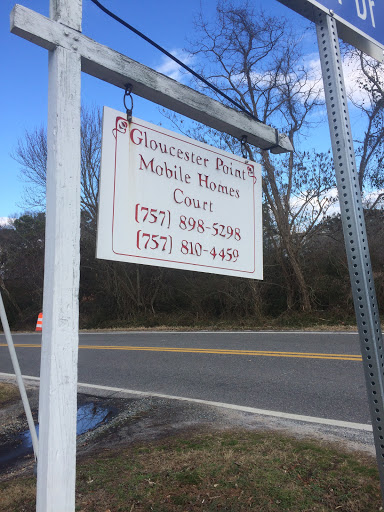 Gloucester Point
Mobile Homes
Court
(757) 898-5298
(757) 810-4459